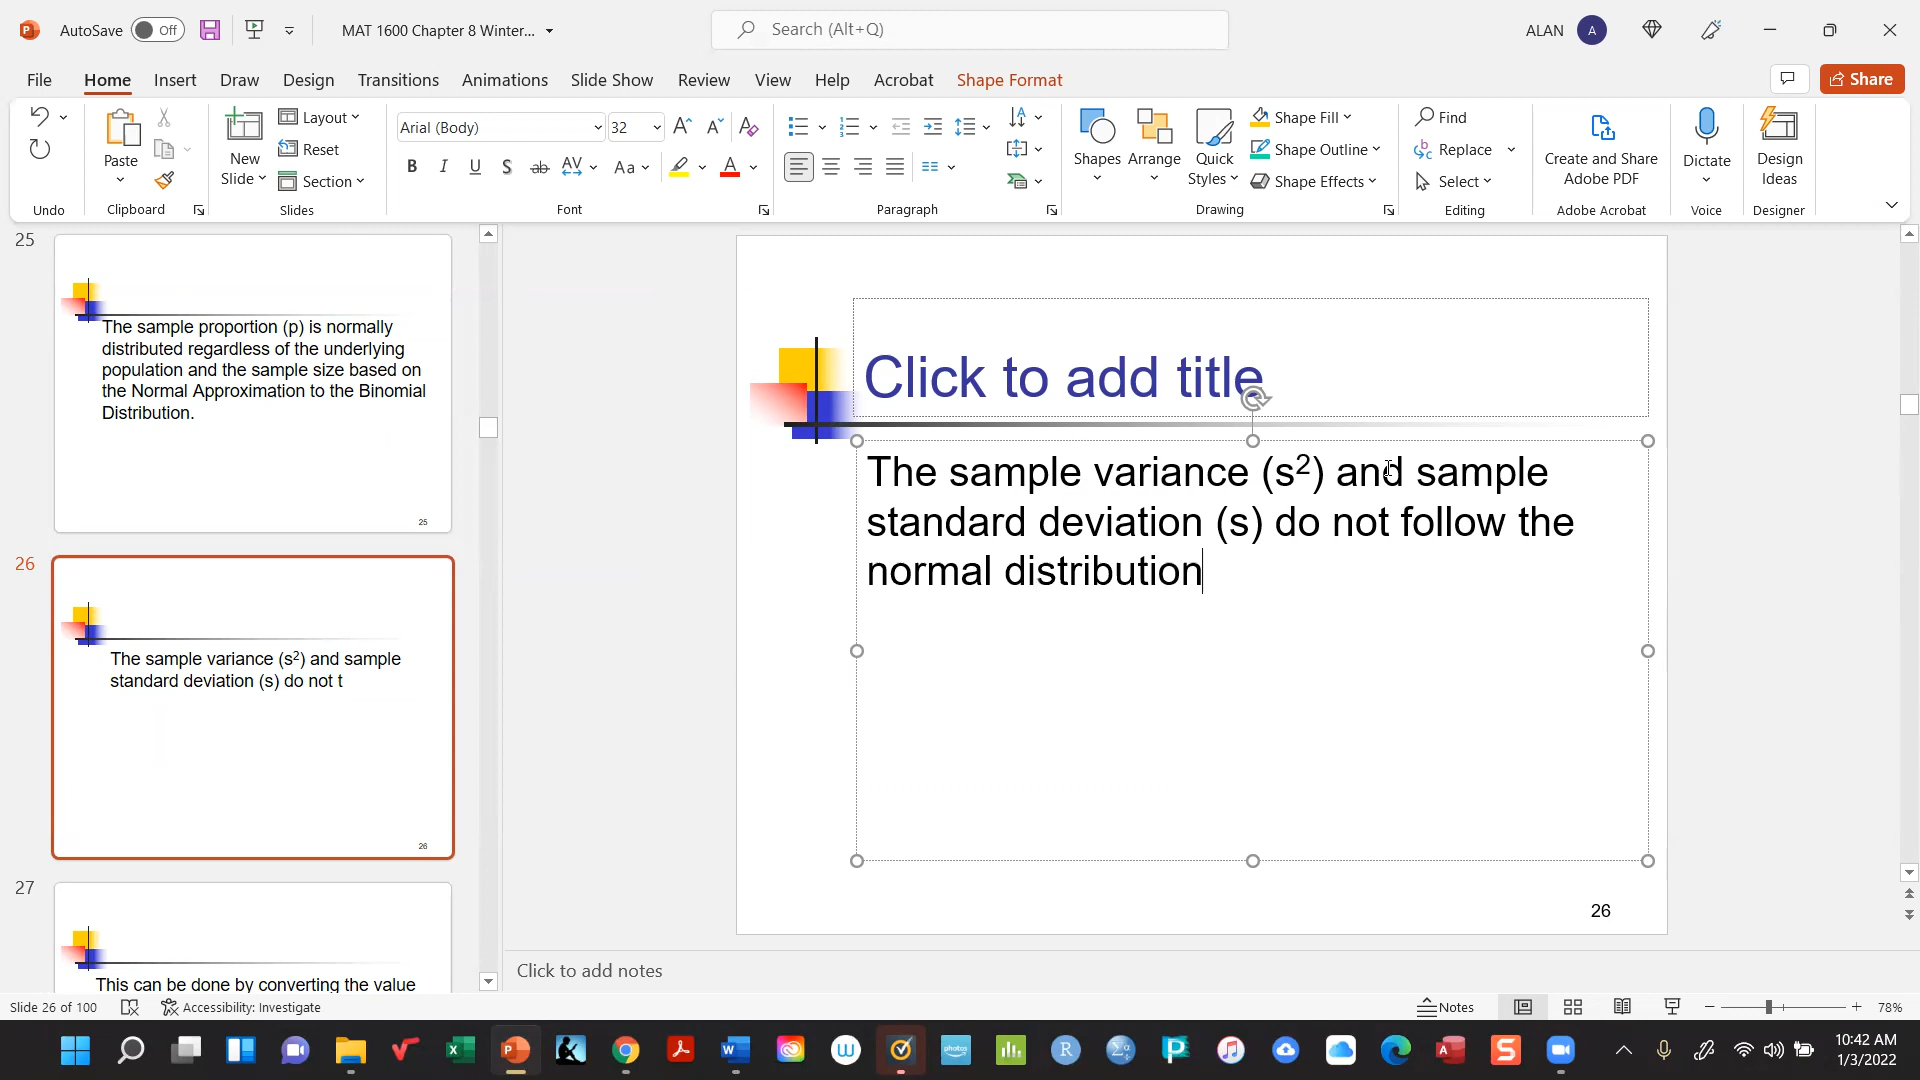 AutoSave Off MAT 1600 Chapter 8 Winter... Search (Alt+Q) ALAN A
File Home Insert Draw Design Transitions Animations Slide Show Review View Help Acrobat Shape Format Share
Undo
Paste
Clipboard
New Slide
Layout
Reset
Section
Slides
Arial (Body) 32
B I U S ab AV Aa A
Font
Paragraph
Shapes
Arrange
Quick Styles
Shape Fill
Shape Outline
Shape Effects
Drawing
Find
Replace
Select
Editing
Create and Share Adobe PDF
Adobe Acrobat
Dictate
Voice
Design Ideas
Designer
25
The sample proportion (p) is normally
distributed regardless of the underlying
population and the sample size based on
the Normal Approximation to the Binomial
Distribution.
25
26
The sample variance (s²) and sample
standard deviation (s) do not t
26
27
This can be done by converting the value
Click to add title
The sample variance (s²) and sample
standard deviation (s) do not follow the
normal distribution
26
Click to add notes
Slide 26 of 100 Accessibility: Investigate Notes 78%
10:42 AM
1/3/2022